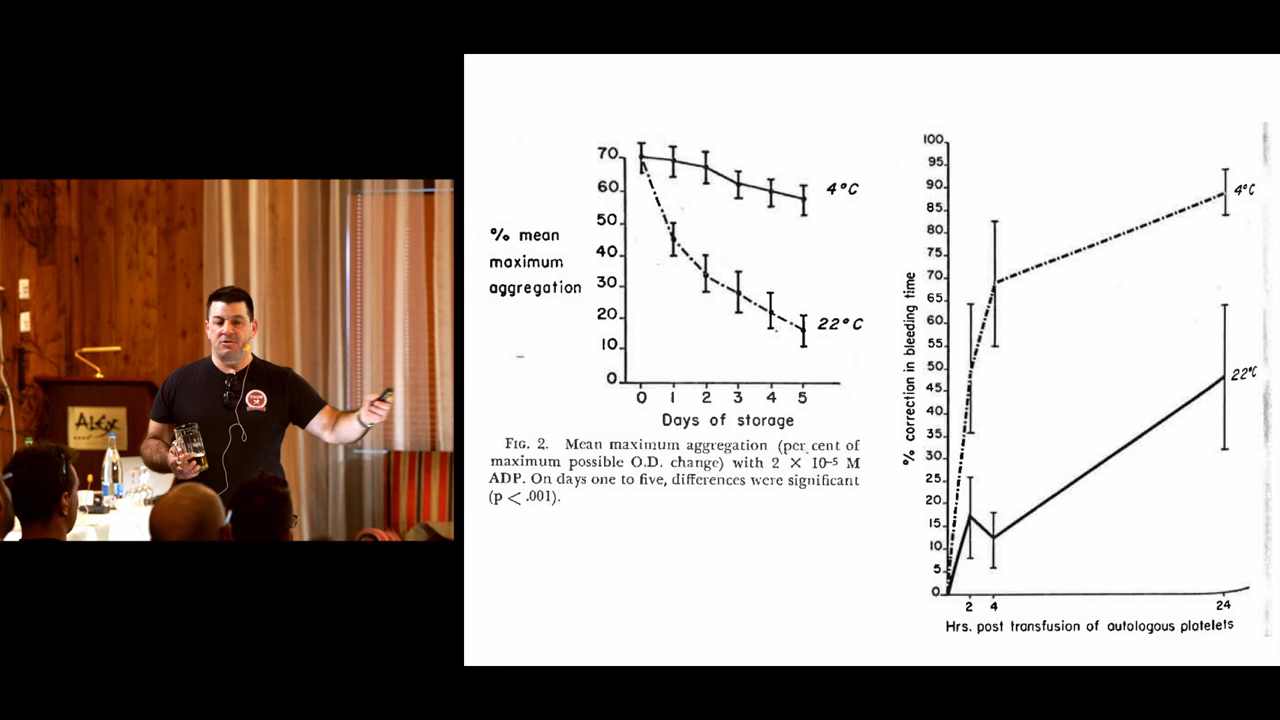 ALEX
THOR
70
60
50
40
30
20
10
0
% mean
maximum
aggregation
4°C
22°C
0 1 2 3 4 5
Days of storage
FIG. 2. Mean maximum aggregation (per cent of
maximum possible O.D. change) with 2 × 10⁻⁵ M
ADP. On days one to five, differences were significant
(p < .001).
100
95
90
85
80
75
70
65
60
55
50
45
40
35
30
25
20
15
10
5
0
% correction in bleeding time
4°C
22°C
2 4 24
Hrs. post transfusion of autologous platelets